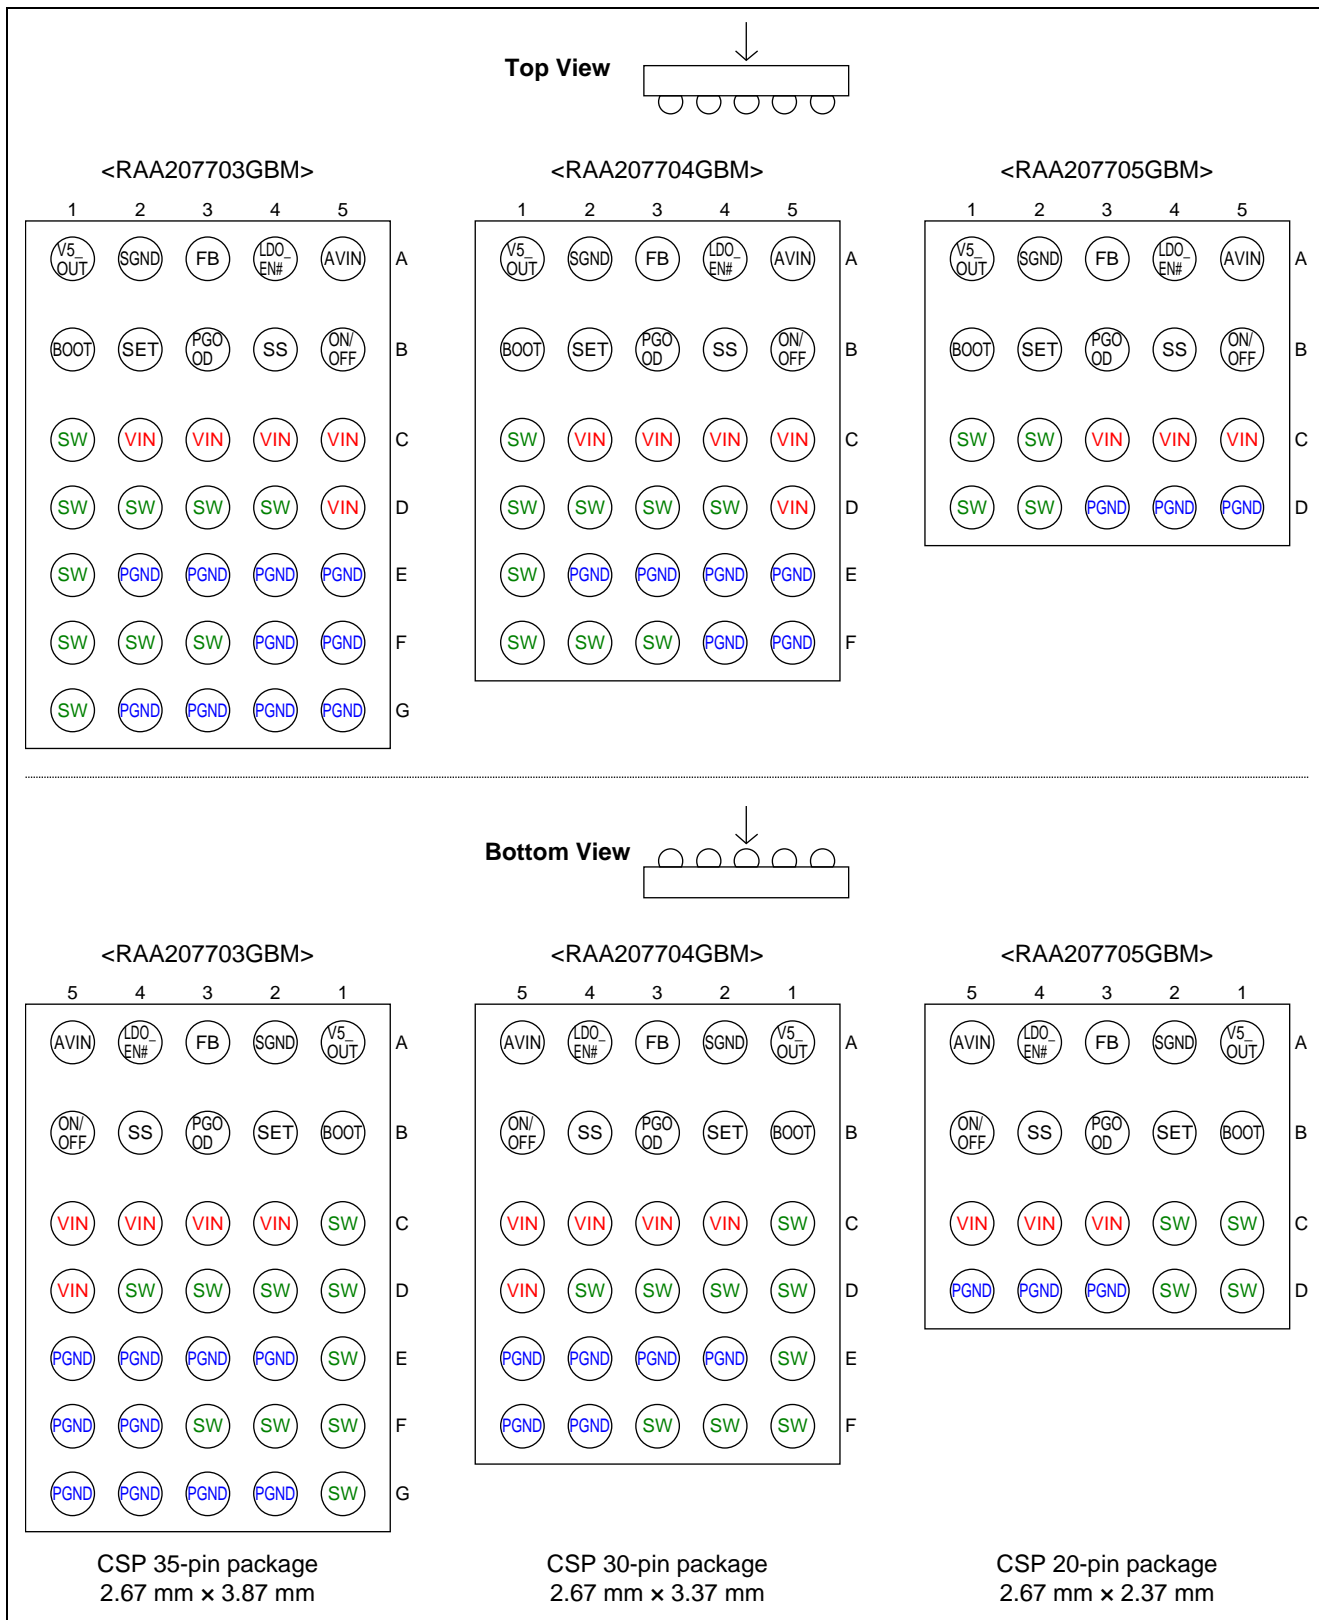 Top View
<RAA207703GBM> <RAA207704GBM> <RAA207705GBM>
1 2 3 4 5 1 2 3 4 5 1 2 3 4 5
V5_OUT SGND FB LDO_EN# AVIN A V5_OUT SGND FB LDO_EN# AVIN A V5_OUT SGND FB LDO_EN# AVIN A
BOOT SET PGOOD SS ON/OFF B BOOT SET PGOOD SS ON/OFF B BOOT SET PGOOD SS ON/OFF B
SW VIN VIN VIN VIN C SW VIN VIN VIN VIN C SW SW VIN VIN VIN C
SW SW SW SW VIN D SW SW SW SW VIN D SW SW PGND PGND PGND D
SW PGND PGND PGND PGND E SW PGND PGND PGND PGND E
SW SW SW PGND PGND F SW SW SW PGND PGND F
SW PGND PGND PGND PGND G
Bottom View
<RAA207703GBM> <RAA207704GBM> <RAA207705GBM>
5 4 3 2 1 5 4 3 2 1 5 4 3 2 1
AVIN LDO_EN# FB SGND V5_OUT A AVIN LDO_EN# FB SGND V5_OUT A AVIN LDO_EN# FB SGND V5_OUT A
ON/OFF SS PGOOD SET BOOT B ON/OFF SS PGOOD SET BOOT B ON/OFF SS PGOOD SET BOOT B
VIN VIN VIN VIN SW C VIN VIN VIN VIN SW C VIN VIN VIN SW SW C
VIN SW SW SW SW D VIN SW SW SW SW D PGND PGND PGND SW SW D
PGND PGND PGND PGND SW E PGND PGND PGND PGND SW E
PGND PGND SW SW SW F PGND PGND SW SW SW F
PGND PGND PGND PGND SW G
CSP 35-pin package CSP 30-pin package CSP 20-pin package
2.67 mm × 3.87 mm 2.67 mm × 3.37 mm 2.67 mm × 2.37 mm